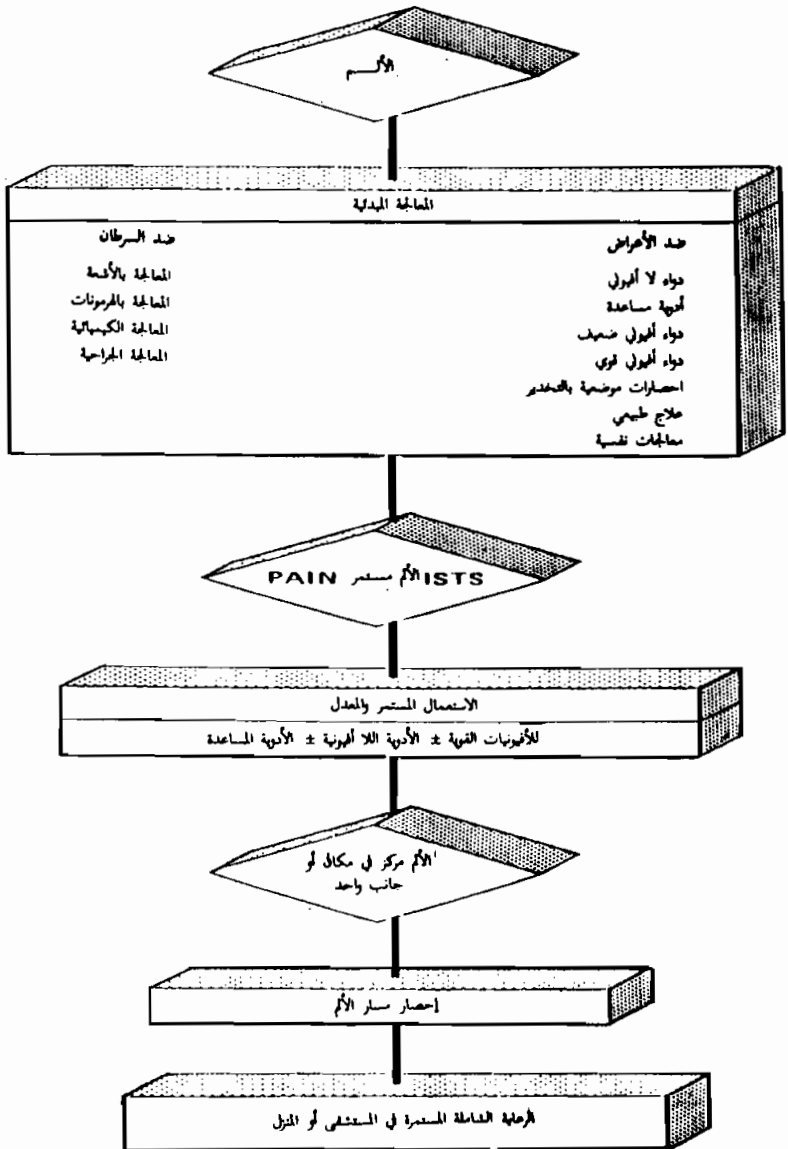 الألــم
المعالجة المبدئية
ضد الأعراض
دواء لا أفيوني
أدوية مساعدة
دواء أفيوني ضعيف
دواء أفيوني قوي
احصارات موضعية بالتخدير
علاج طبيعي
معالجات نفسية
ضد السرطان
المعالجة بالأشعة
المعالجة بالهرمونات
المعالجة الكيميائية
المعالجة الجراحية
PAIN الألم مستمر ISTS
الاستعمال المستمر والمعدل
للأفيونيات القوية ± الأدوية اللا أفيونية ± الأدوية المساعدة
الألم مركز في مكان أو
جانب واحد
إحصار مسار الألم
الرعاية الشاملة المستمرة في المستشفى أو المنزل